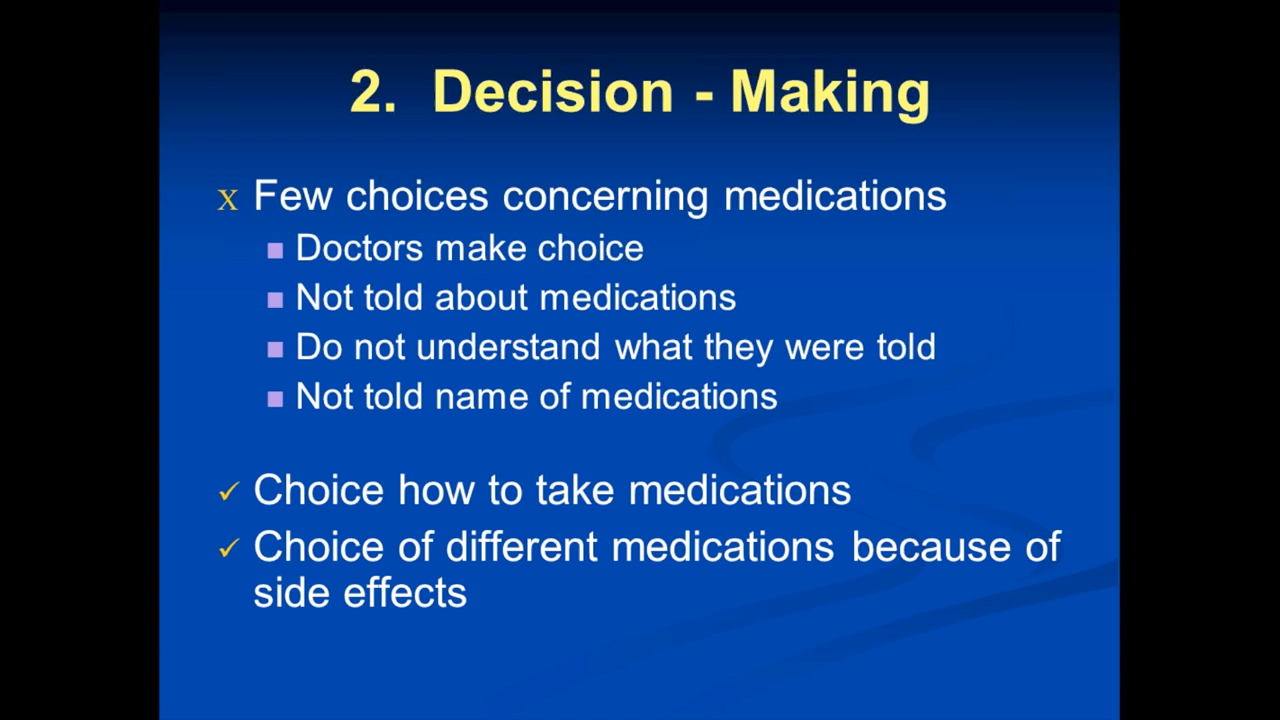 2. Decision - Making
x Few choices concerning medications
■ Doctors make choice
■ Not told about medications
■ Do not understand what they were told
■ Not told name of medications
✓ Choice how to take medications
✓ Choice of different medications because of
side effects